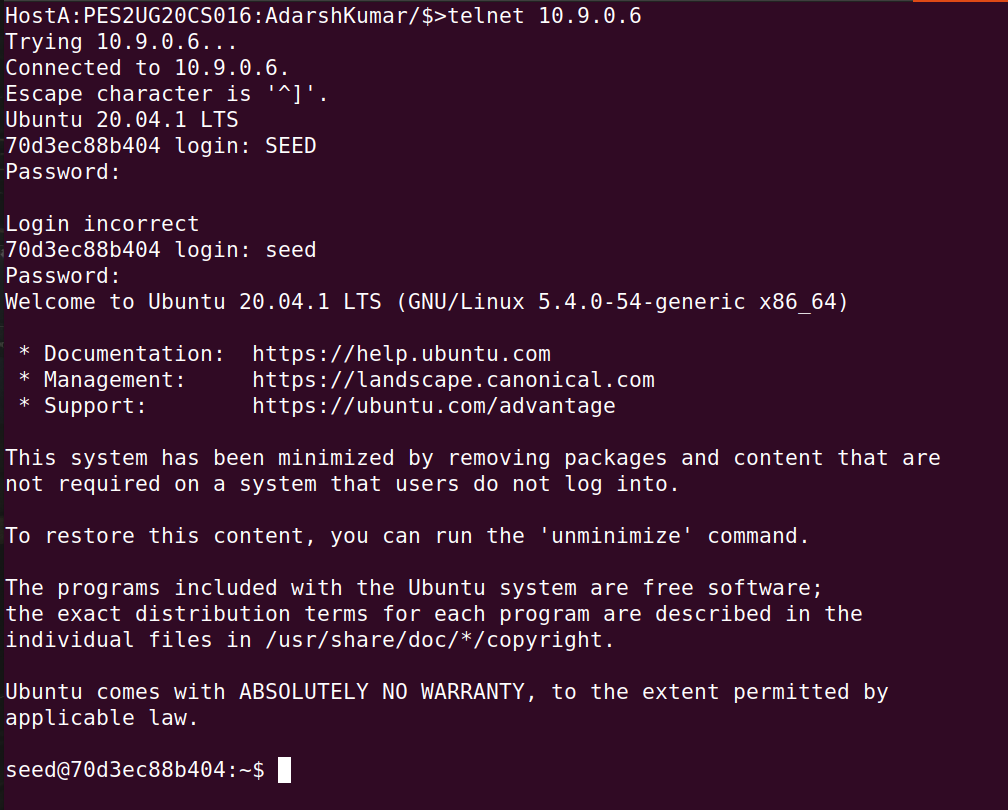 HostA:PES2UG20CS016:AdarshKumar/$>telnet 10.9.0.6
Trying 10.9.0.6...
Connected to 10.9.0.6.
Escape character is '^]'.
Ubuntu 20.04.1 LTS
70d3ec88b404 login: SEED
Password:
Login incorrect
70d3ec88b404 login: seed
Password:
Welcome to Ubuntu 20.04.1 LTS (GNU/Linux 5.4.0-54-generic x86_64)
* Documentation:  https://help.ubuntu.com
* Management:     https://landscape.canonical.com
* Support:        https://ubuntu.com/advantage
This system has been minimized by removing packages and content that are
not required on a system that users do not log into.
To restore this content, you can run the 'unminimize' command.
The programs included with the Ubuntu system are free software;
the exact distribution terms for each program are described in the
individual files in /usr/share/doc/*/copyright.
Ubuntu comes with ABSOLUTELY NO WARRANTY, to the extent permitted by
applicable law.
seed@70d3ec88b404:~$